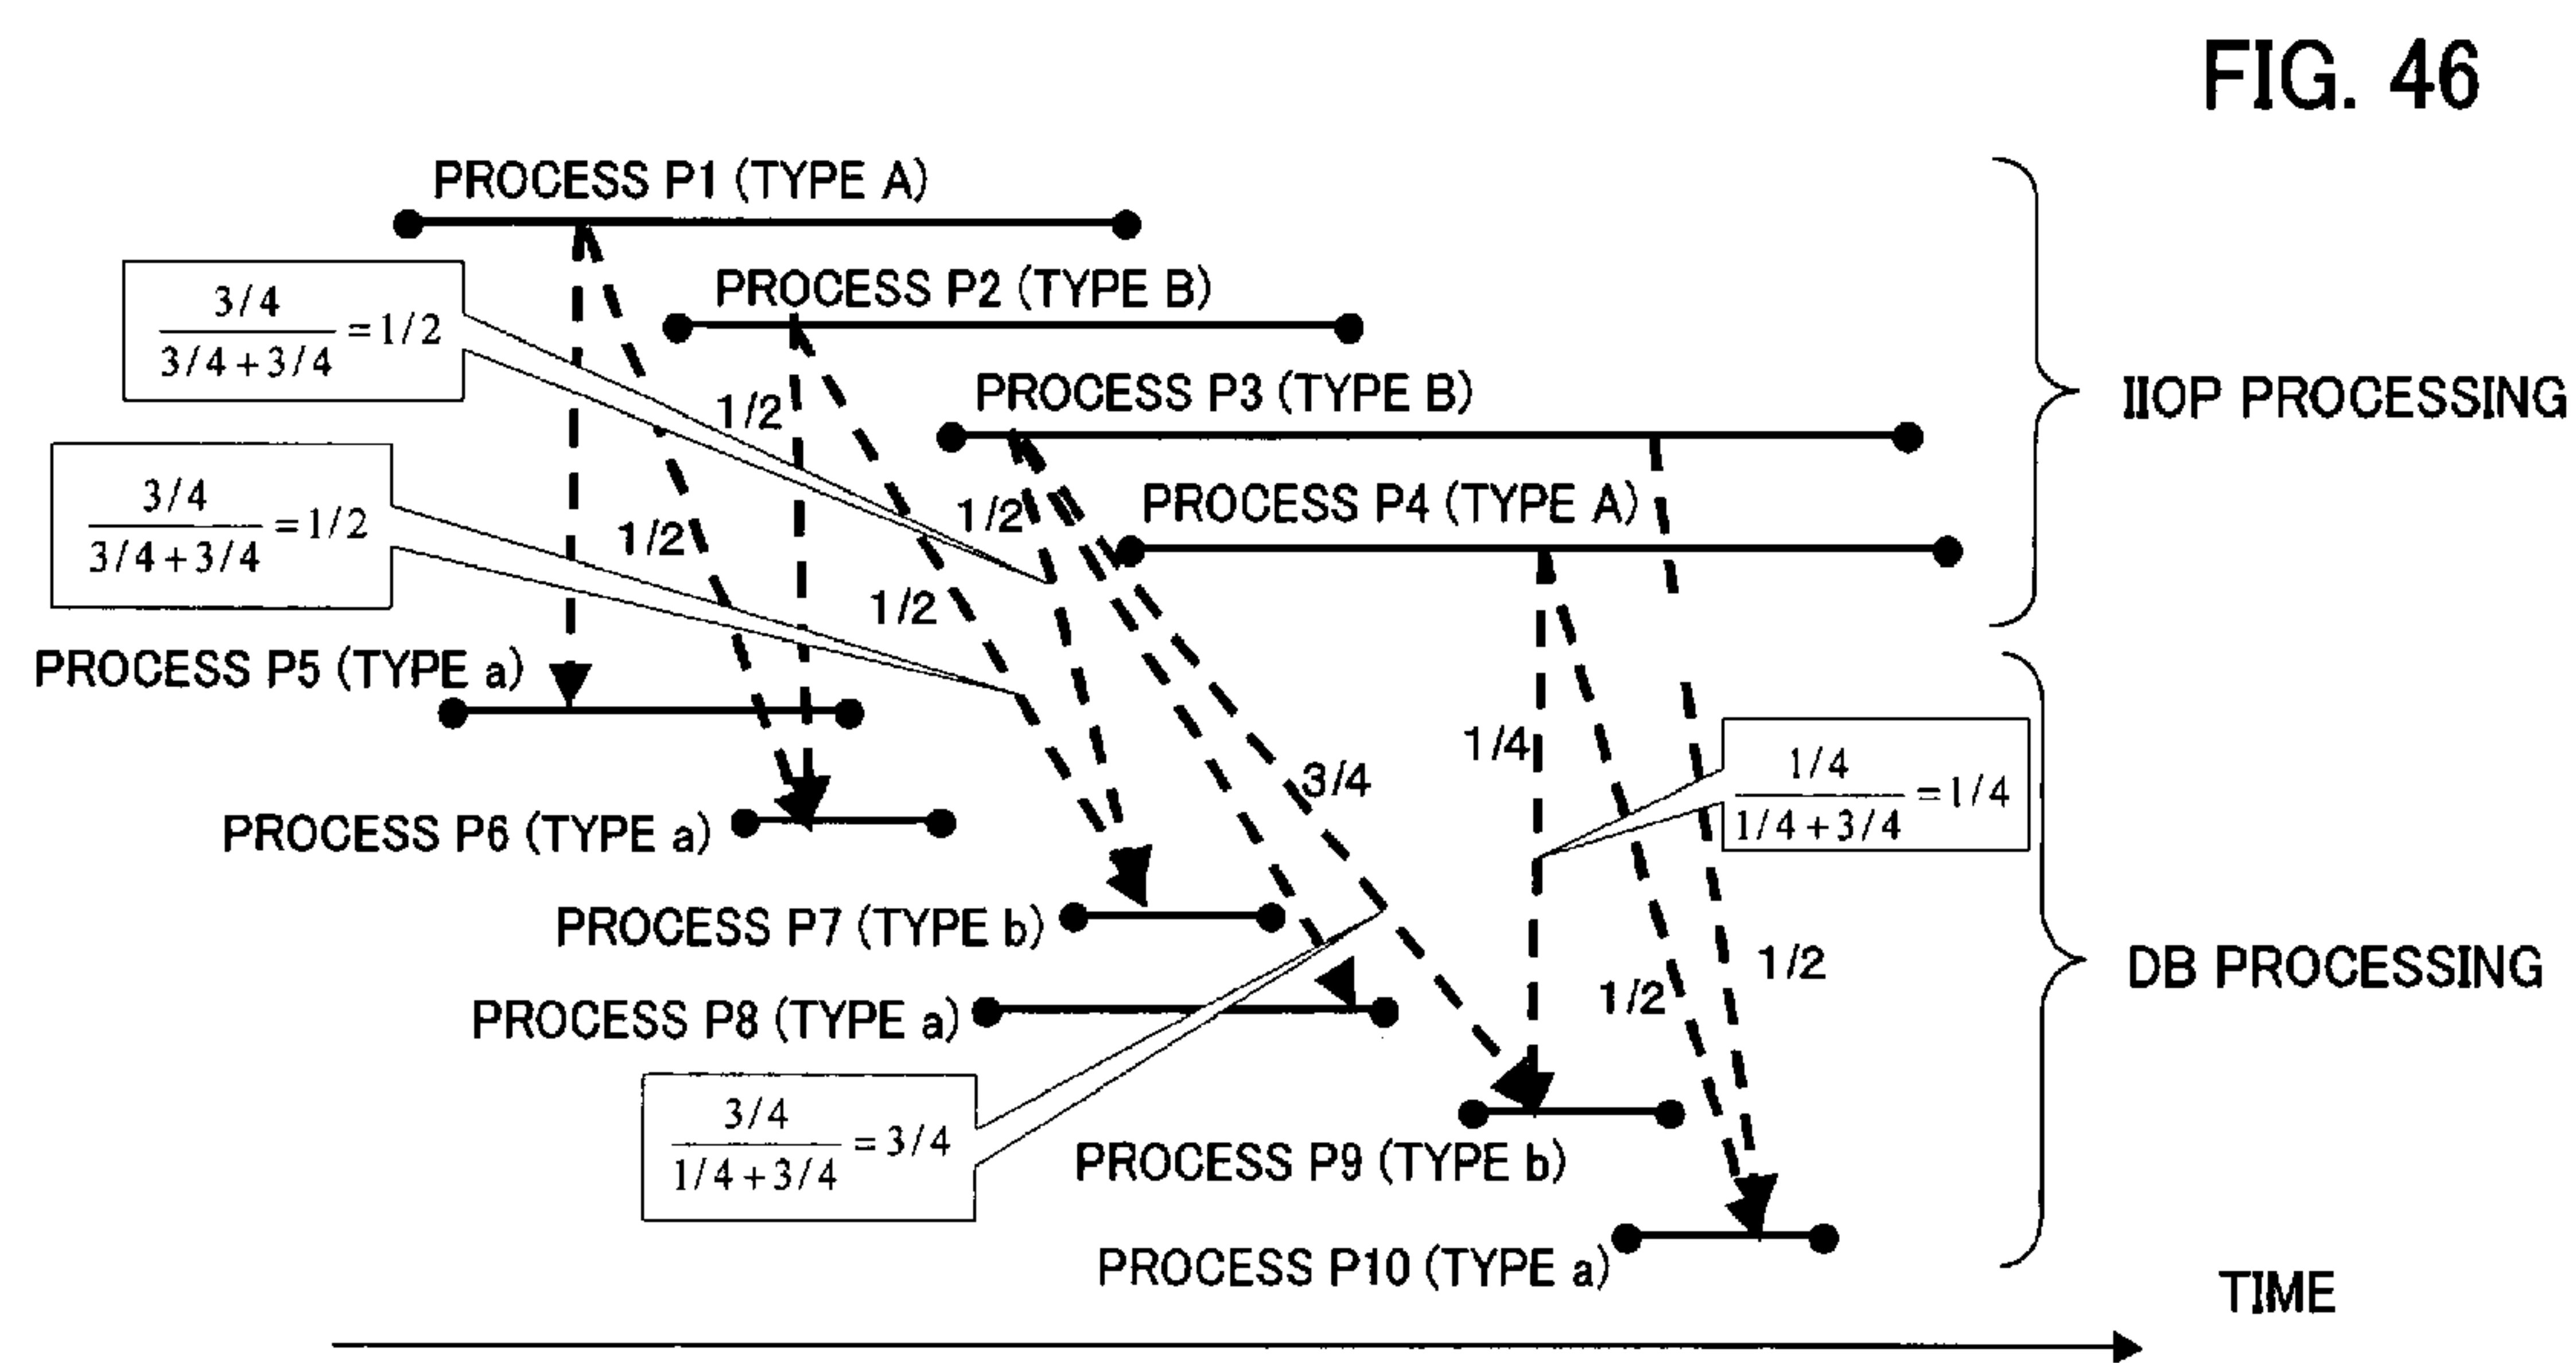 FIG. 46
PROCESS P1 (TYPE A)
3/4
3/4+3/4
=1/2
PROCESS P2 (TYPE B)
1/2
PROCESS P3 (TYPE B)
IIOP PROCESSING
3/4
3/4+3/4
=1/2
1/2
1/2
PROCESS P4 (TYPE A)
1/2
PROCESS P5 (TYPE a)
1/4
3/4
1/4
1/4+3/4
=1/4
PROCESS P6 (TYPE a)
PROCESS P7 (TYPE b)
DB PROCESSING
1/2
1/2
PROCESS P8 (TYPE a)
3/4
1/4+3/4
=3/4
PROCESS P9 (TYPE b)
PROCESS P10 (TYPE a)
TIME